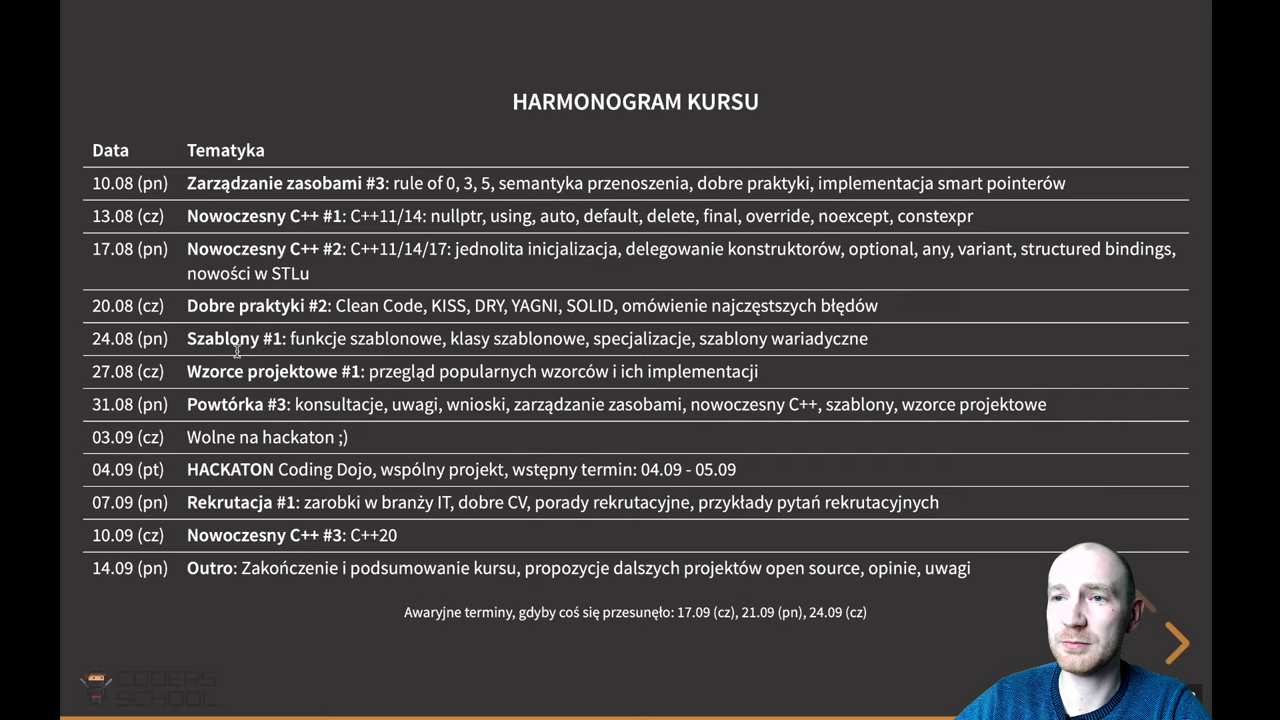 HARMONOGRAM KURSU
Data Tematyka
10.08 (pn) Zarządzanie zasobami #3: rule of 0, 3, 5, semantyka przenoszenia, dobre praktyki, implementacja smart pointerów
13.08 (cz) Nowoczesny C++ #1: C++11/14: nullptr, using, auto, default, delete, final, override, noexcept, constexpr
17.08 (pn) Nowoczesny C++ #2: C++11/14/17: jednolita inicjalizacja, delegowanie konstruktorów, optional, any, variant, structured bindings,
nowości w STLu
20.08 (cz) Dobre praktyki #2: Clean Code, KISS, DRY, YAGNI, SOLID, omówienie najczęstszych błędów
24.08 (pn) Szablony #1: funkcje szablonowe, klasy szablonowe, specjalizacje, szablony wariadyczne
27.08 (cz) Wzorce projektowe #1: przegląd popularnych wzorców i ich implementacji
31.08 (pn) Powtórka #3: konsultacje, uwagi, wnioski, zarządzanie zasobami, nowoczesny C++, szablony, wzorce projektowe
03.09 (cz) Wolne na hackaton ;)
04.09 (pt) HACKATON Coding Dojo, wspólny projekt, wstępny termin: 04.09 - 05.09
07.09 (pn) Rekrutacja #1: zarobki w branży IT, dobre CV, porady rekrutacyjne, przykłady pytań rekrutacyjnych
10.09 (cz) Nowoczesny C++ #3: C++20
14.09 (pn) Outro: Zakończenie i podsumowanie kursu, propozycje dalszych projektów open source, opinie, uwagi
Awaryjne terminy, gdyby coś się przesunęło: 17.09 (cz), 21.09 (pn), 24.09 (cz)
CODERS
SCHOOL